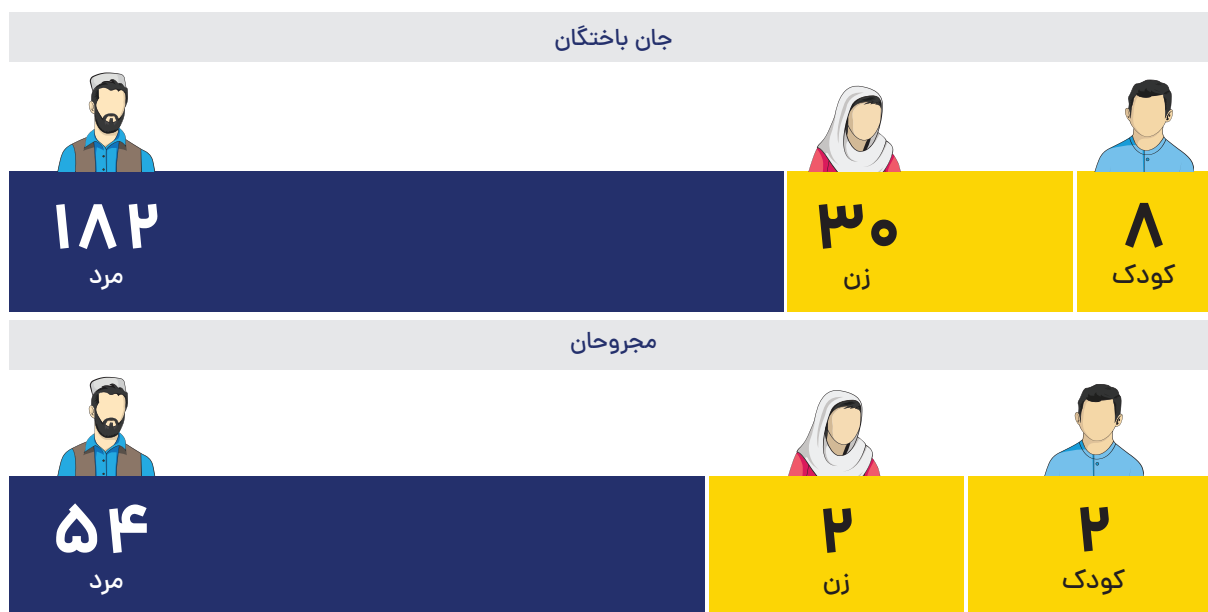 جان باختگان
۸
کودک
۳۰
زن
۱۸۲
مرد
مجروحان
۲
کودک
۲
زن
۵۴
مرد